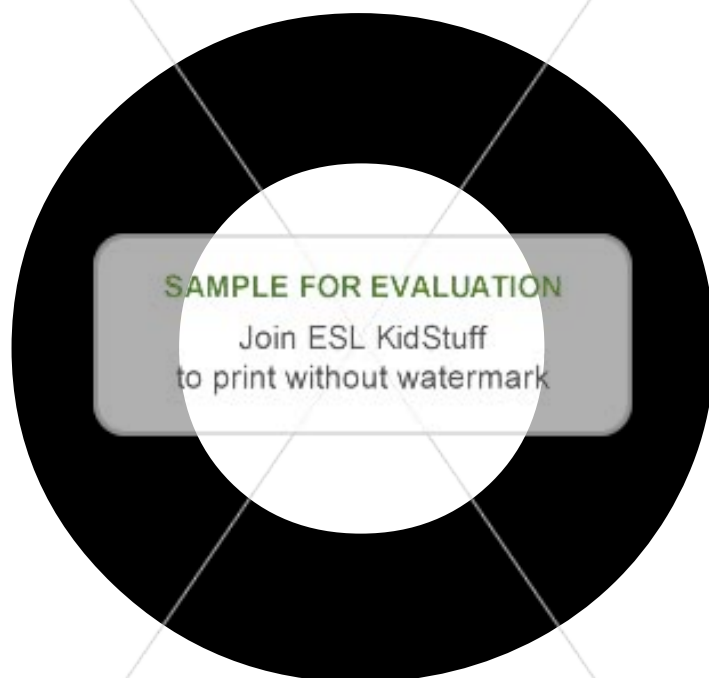 SAMPLE FOR EVALUATION
Join ESL KidStuff
to print without watermark